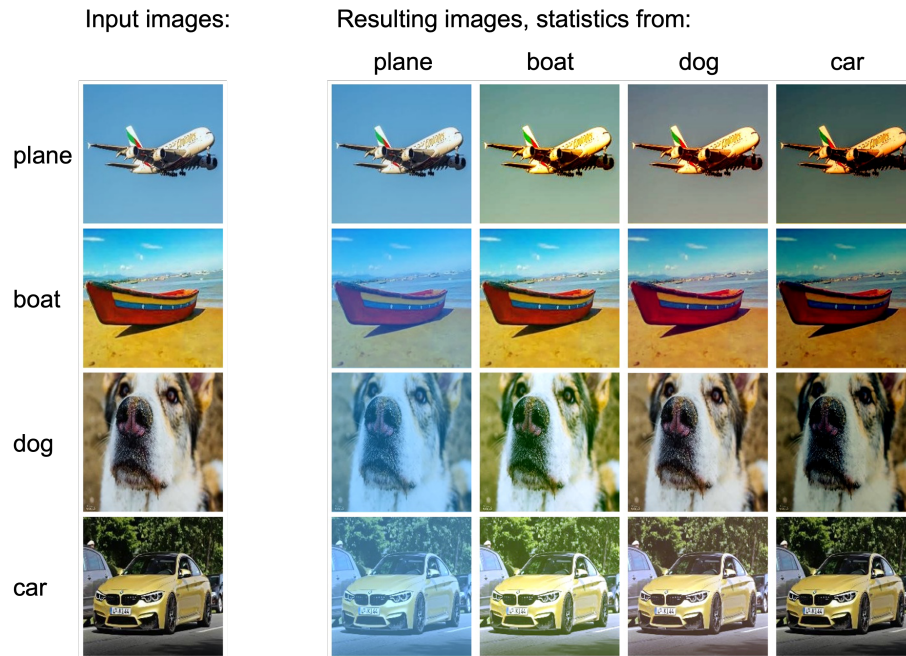 Input images:
Resulting images, statistics from:
plane
boat
dog
car
plane
boat
dog
car